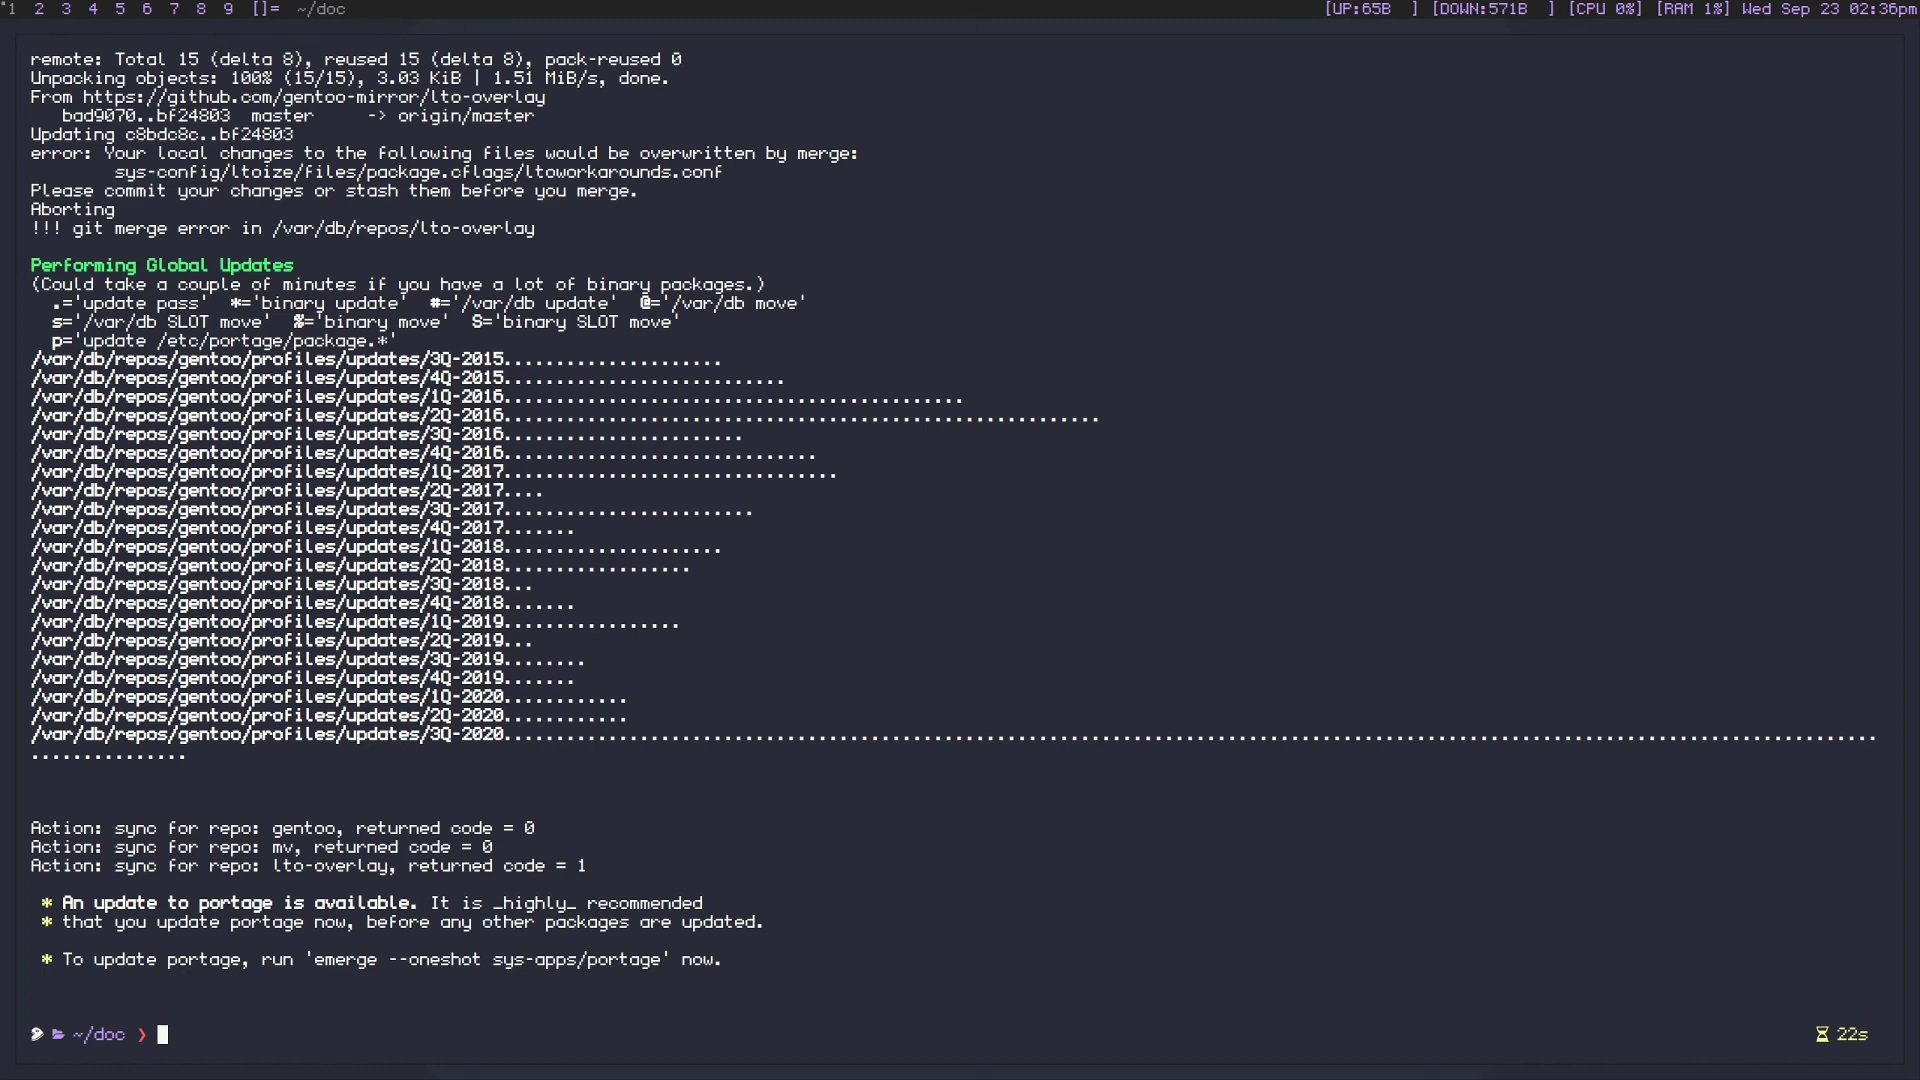 1 2 3 4 5 6 7 8 9 []= ~/doc [UP:65B ] [DOWN:571B ] [CPU 0%] [RAM 1%] Wed Sep 23 02:36pm
remote: Total 15 (delta 8), reused 15 (delta 8), pack-reused 0
Unpacking objects: 100% (15/15), 3.03 KiB | 1.51 MiB/s, done.
From https://github.com/gentoo-mirror/lto-overlay
bad9070..bf24803 master -> origin/master
Updating c8bdc8c..bf24803
error: Your local changes to the following files would be overwritten by merge:
sys-config/ltoize/files/package.cflags/ltoworkarounds.conf
Please commit your changes or stash them before you merge.
Aborting
!!! git merge error in /var/db/repos/lto-overlay
Performing Global Updates
(Could take a couple of minutes if you have a lot of binary packages.)
.='update pass' *='binary update' #='/var/db update' @='/var/db move'
s='/var/db SLOT move' %='binary move' S='binary SLOT move'
p='update /etc/portage/package.*'
/var/db/repos/gentoo/profiles/updates/3Q-2015.....................
/var/db/repos/gentoo/profiles/updates/4Q-2015...........................
/var/db/repos/gentoo/profiles/updates/1Q-2016............................................
/var/db/repos/gentoo/profiles/updates/2Q-2016.........................................................
/var/db/repos/gentoo/profiles/updates/3Q-2016.......................
/var/db/repos/gentoo/profiles/updates/4Q-2016..............................
/var/db/repos/gentoo/profiles/updates/1Q-2017................................
/var/db/repos/gentoo/profiles/updates/2Q-2017....
/var/db/repos/gentoo/profiles/updates/3Q-2017........................
/var/db/repos/gentoo/profiles/updates/4Q-2017.......
/var/db/repos/gentoo/profiles/updates/1Q-2018.....................
/var/db/repos/gentoo/profiles/updates/2Q-2018..................
/var/db/repos/gentoo/profiles/updates/3Q-2018...
/var/db/repos/gentoo/profiles/updates/4Q-2018.......
/var/db/repos/gentoo/profiles/updates/1Q-2019.................
/var/db/repos/gentoo/profiles/updates/2Q-2019...
/var/db/repos/gentoo/profiles/updates/3Q-2019........
/var/db/repos/gentoo/profiles/updates/4Q-2019.......
/var/db/repos/gentoo/profiles/updates/1Q-2020............
/var/db/repos/gentoo/profiles/updates/2Q-2020............
/var/db/repos/gentoo/profiles/updates/3Q-2020...................................................................................................................................
...............
Action: sync for repo: gentoo, returned code = 0
Action: sync for repo: mv, returned code = 0
Action: sync for repo: lto-overlay, returned code = 1
* An update to portage is available. It is _highly_ recommended
* that you update portage now, before any other packages are updated.
* To update portage, run 'emerge --oneshot sys-apps/portage' now.
~/doc ❯ 22s